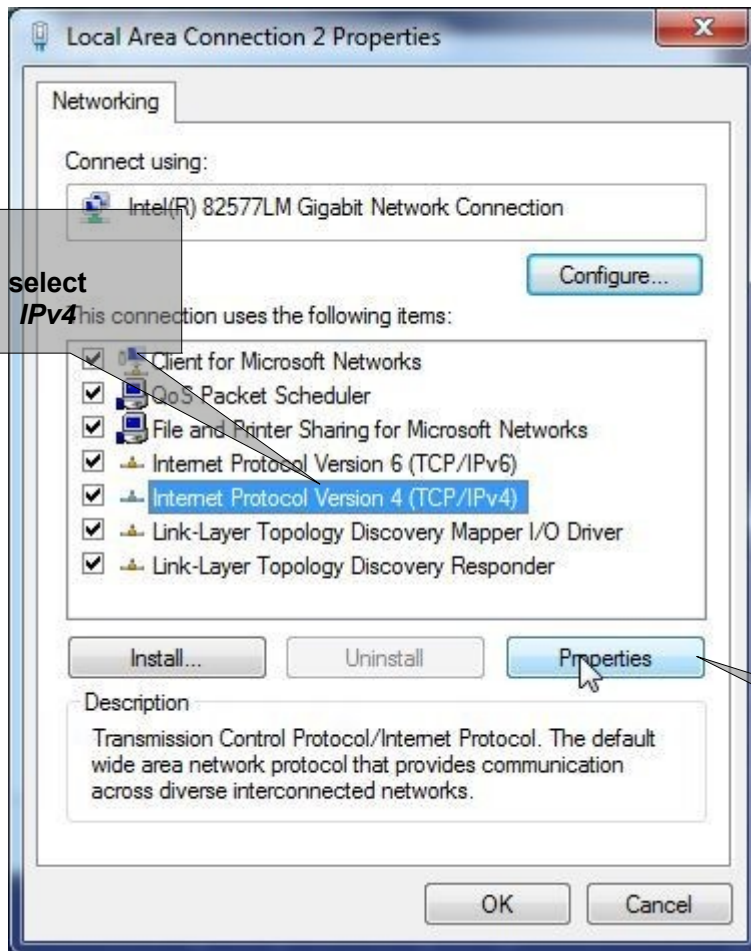 Local Area Connection 2 Properties
Networking
Connect using:
Intel(R) 82577LM Gigabit Network Connection
Configure...
select
IPv4
This connection uses the following items:
Client for Microsoft Networks
QoS Packet Scheduler
File and Printer Sharing for Microsoft Networks
Internet Protocol Version 6 (TCP/IPv6)
Internet Protocol Version 4 (TCP/IPv4)
Link-Layer Topology Discovery Mapper I/O Driver
Link-Layer Topology Discovery Responder
Install... Uninstall Properties
Description
Transmission Control Protocol/Internet Protocol. The default
wide area network protocol that provides communication
across diverse interconnected networks.
OK Cancel